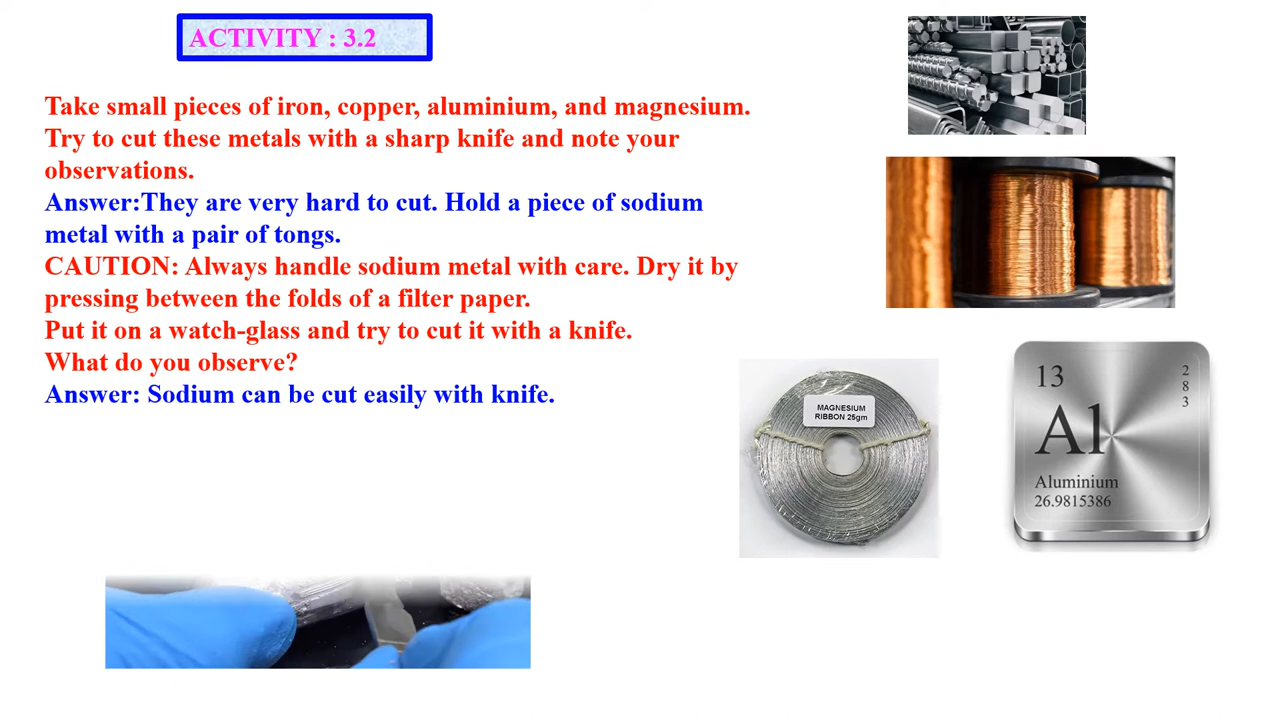 ACTIVITY : 3.2
Take small pieces of iron, copper, aluminium, and magnesium.
Try to cut these metals with a sharp knife and note your
observations.
Answer:They are very hard to cut. Hold a piece of sodium
metal with a pair of tongs.
CAUTION: Always handle sodium metal with care. Dry it by
pressing between the folds of a filter paper.
Put it on a watch-glass and try to cut it with a knife.
What do you observe?
Answer: Sodium can be cut easily with knife.
MAGNESIUM
RIBBON 25gm
13
2
8
3
Al
Aluminium
26.9815386